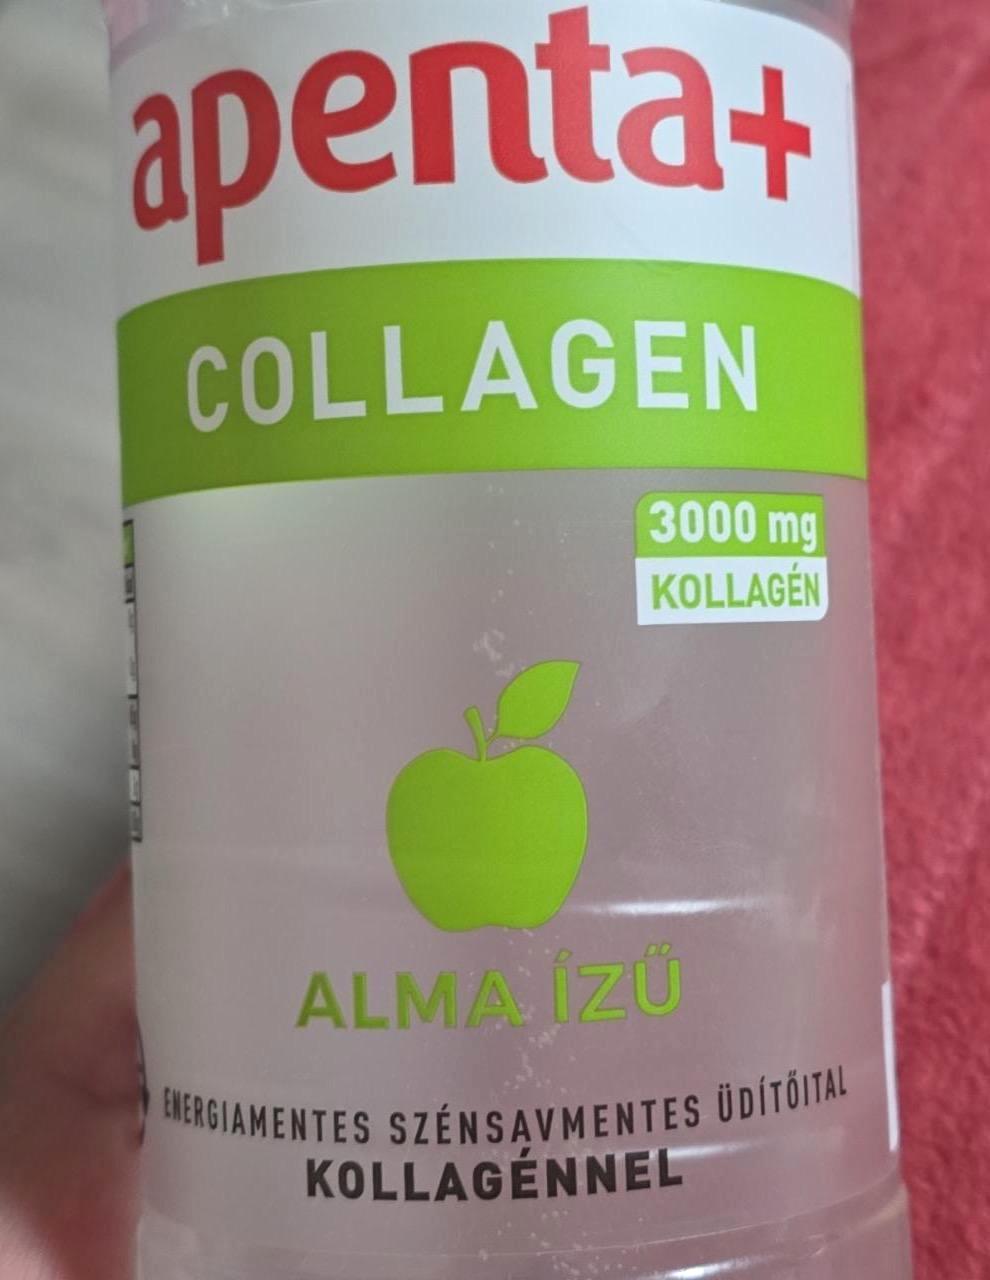 apenta+
COLLAGEN
3000 mg
KOLLAGÉN
ALMA ÍZŰ
ENERGIAMENTES SZÉNSAVMENTES ÜDÍTŐITAL
KOLLAGÉNNEL